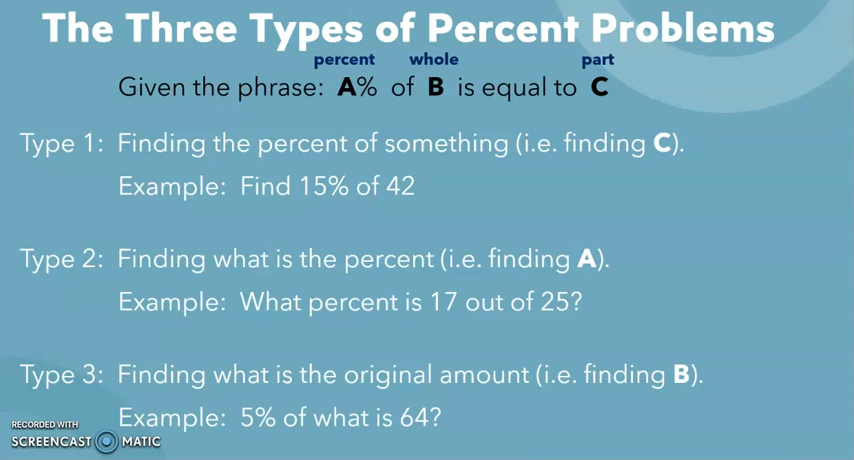 The Three Types of Percent Problems
percent whole part
Given the phrase: A% of B is equal to C
Type 1: Finding the percent of something (i.e. finding C).
Example: Find 15% of 42
Type 2: Finding what is the percent (i.e. finding A).
Example: What percent is 17 out of 25?
Type 3: Finding what is the original amount (i.e. finding B).
Example: 5% of what is 64?
RECORDED WITH
SCREENCAST MATIC